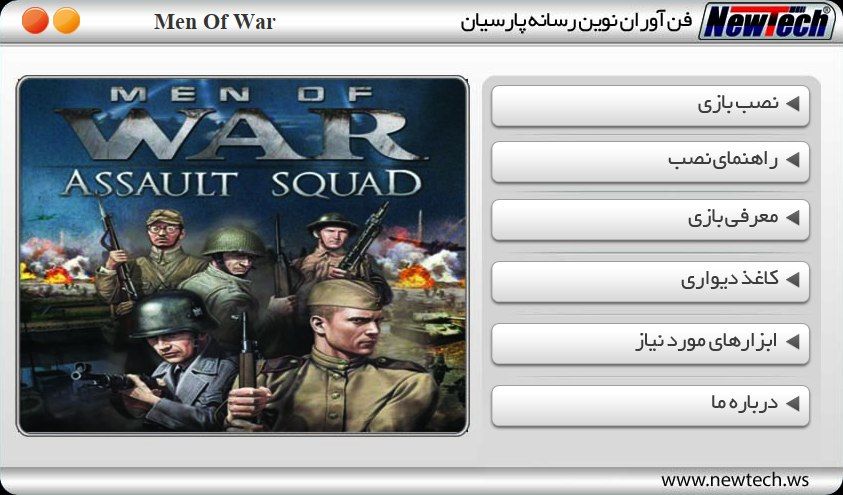 Men Of War
فن آوران نوین رسانه پارسیان
NewTech
MEN OF
WAR
ASSAULT SQUAD
نصب بازی
راهنمای نصب
معرفی بازی
کاغذ دیواری
ابزارهای مورد نیاز
درباره ما
www.newtech.ws